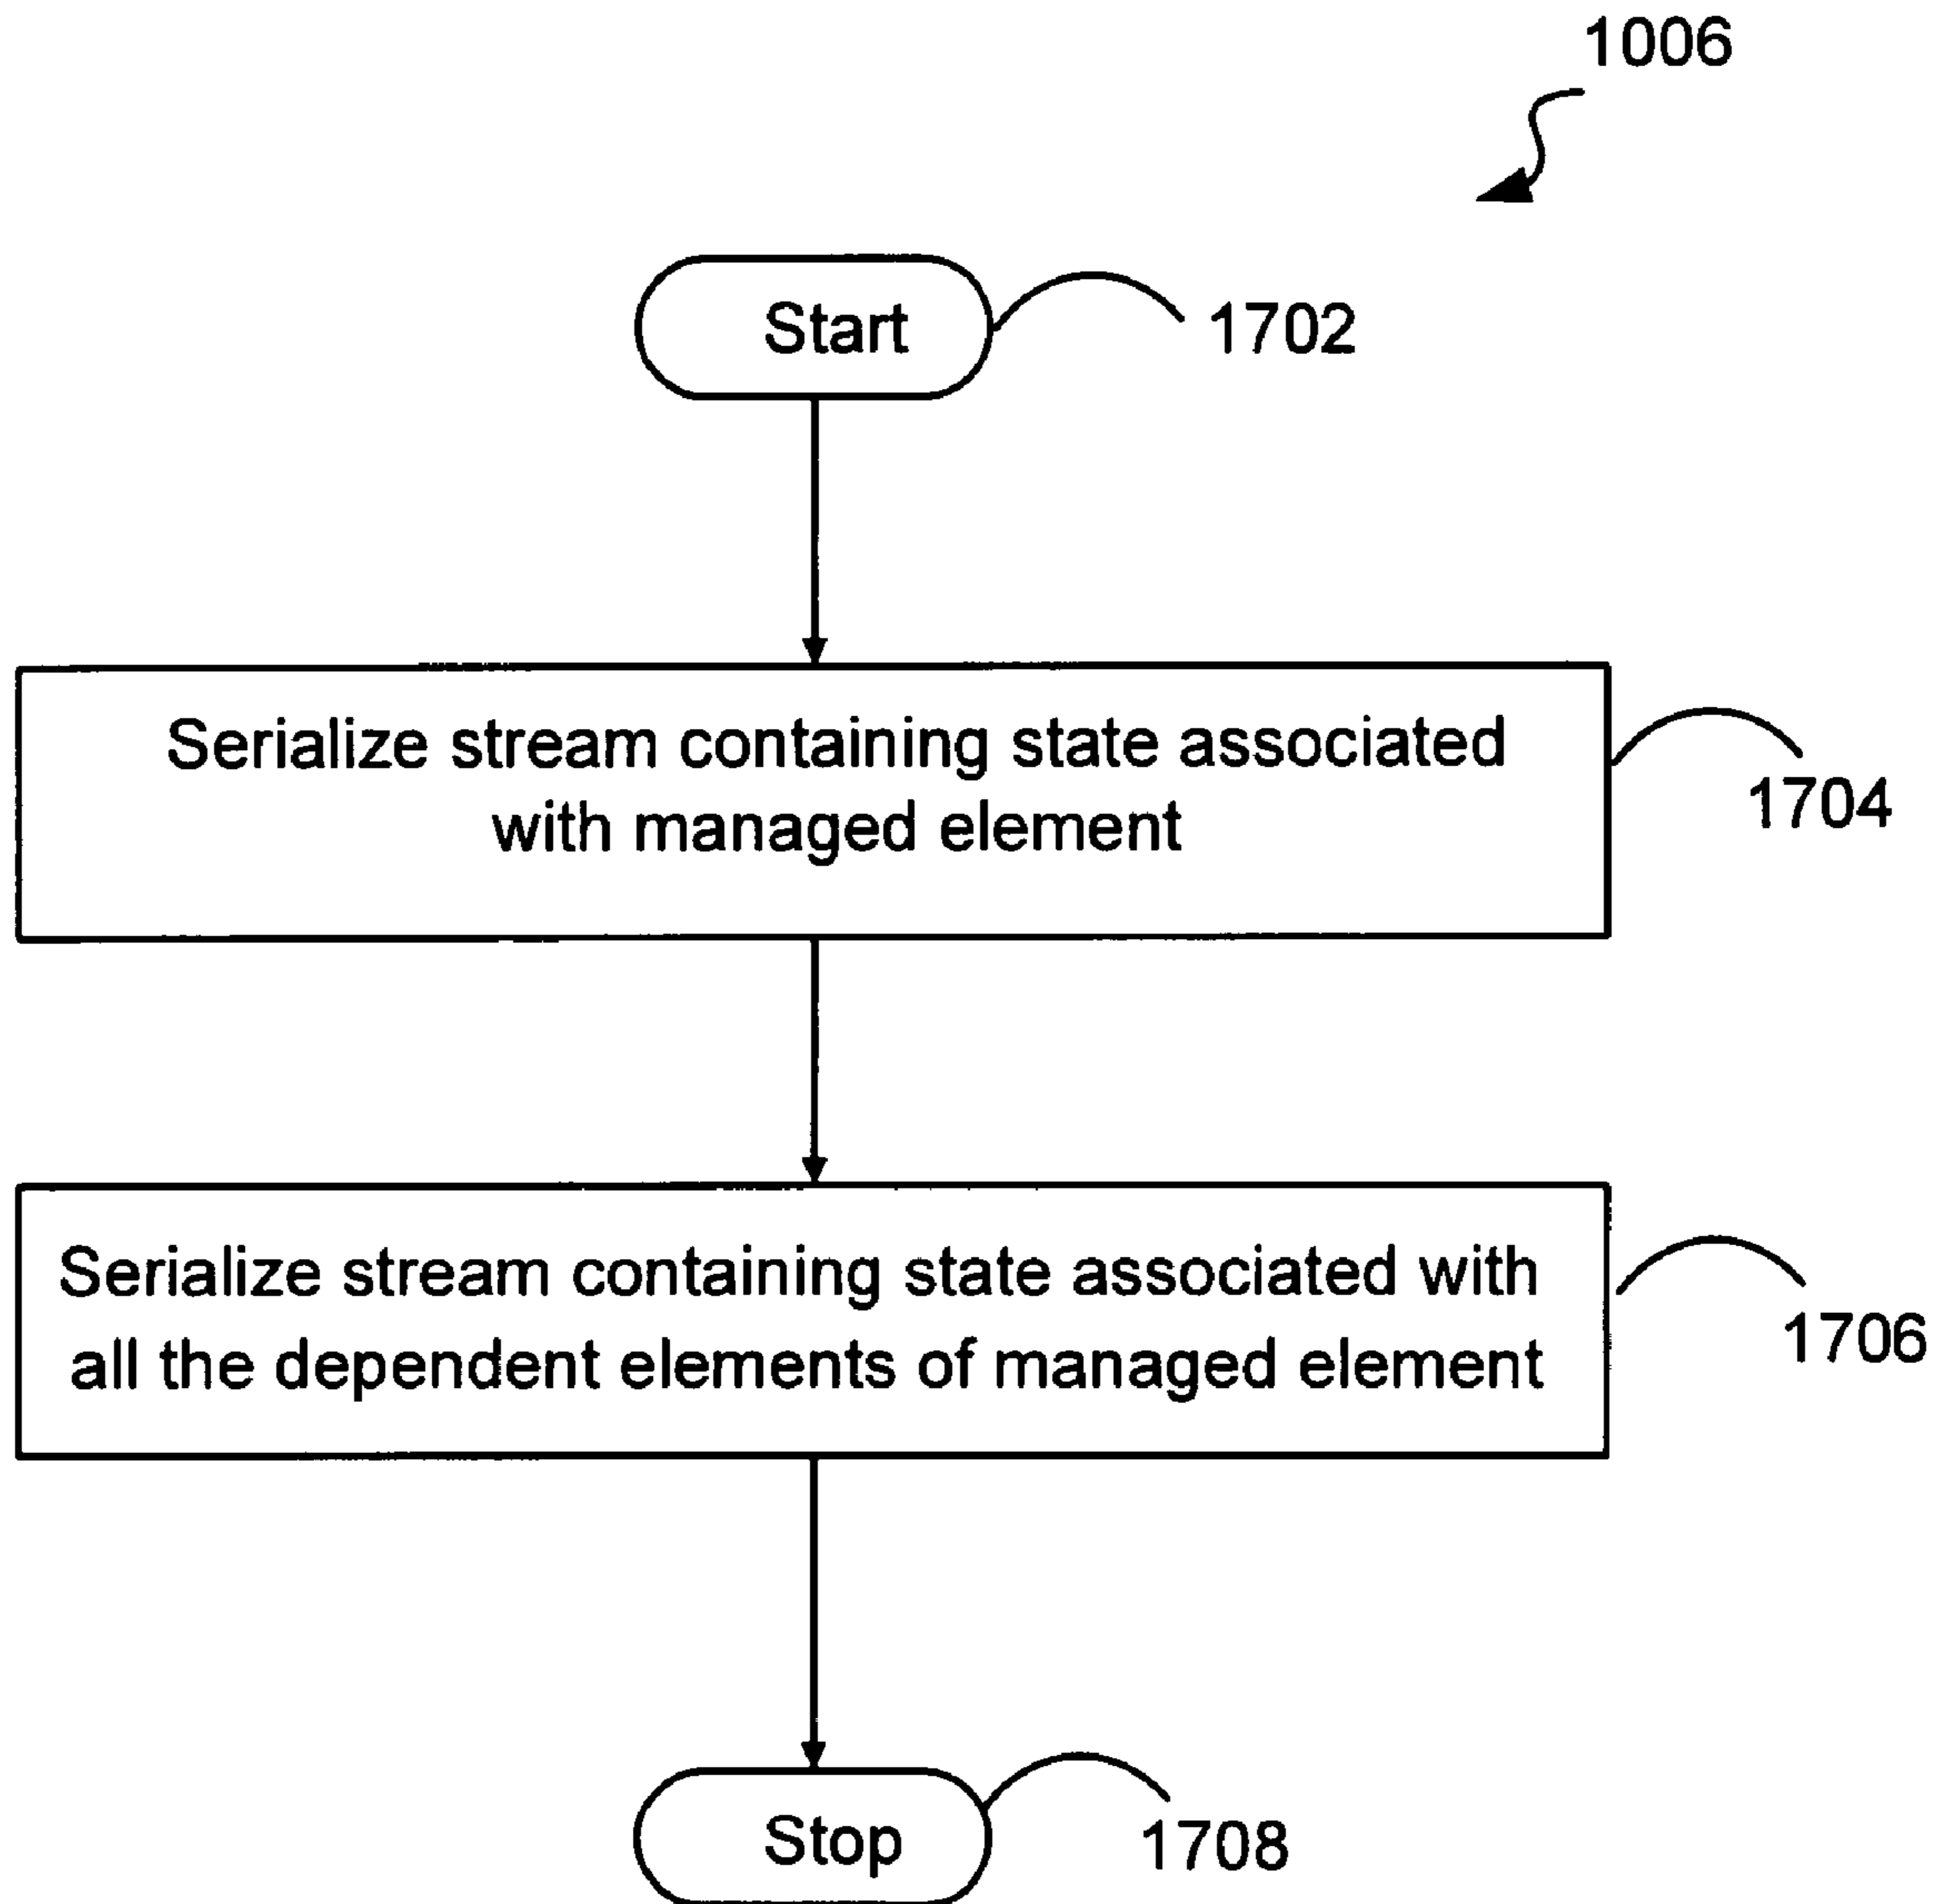 1006
Start
1702
Serialize stream containing state associated
with managed element
1704
Serialize stream containing state associated with
all the dependent elements of managed element
1706
Stop
1708